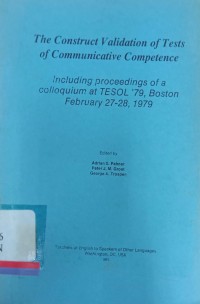 The Construct Validation of Tests
of Communicative Competence
Including proceedings of a
colloquium at TESOL '79, Boston
February 27-28, 1979
Edited by
Adrian S. Palmer
Peter J. M. Groot
George A. Trosper
Teachers of English to Speakers of Other Languages
Washington, DC, USA